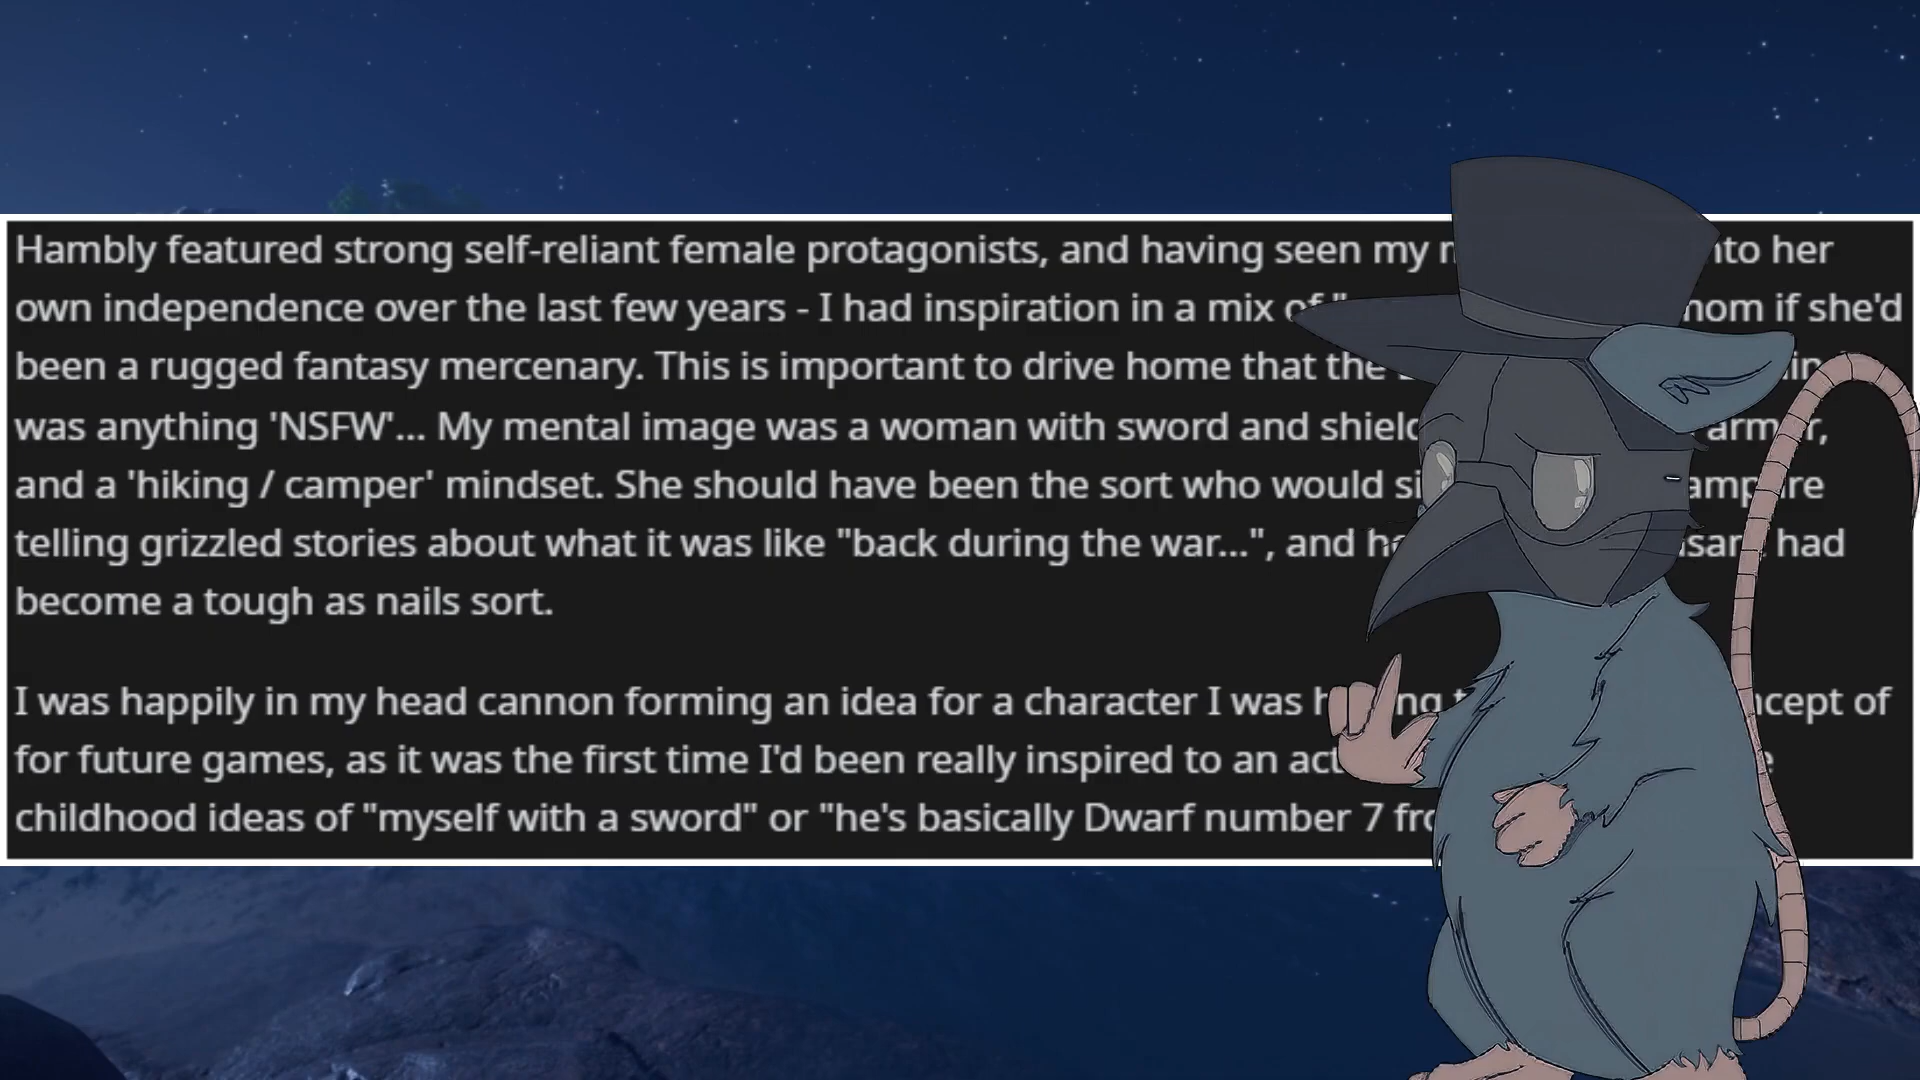 Hambly featured strong self-reliant female protagonists, and having seen my to her
own independence over the last few years - I had inspiration in a mix of " mom if she'd
been a rugged fantasy mercenary. This is important to drive home that the
was anything 'NSFW'... My mental image was a woman with sword and shield armor,
and a 'hiking / camper' mindset. She should have been the sort who would
telling grizzled stories about what it was like "back during the war...", and had
become a tough as nails sort.
I was happily in my head cannon forming an idea for a character I was concept of
for future games, as it was the first time I'd been really inspired to an
childhood ideas of "myself with a sword" or "he's basically Dwarf number 7